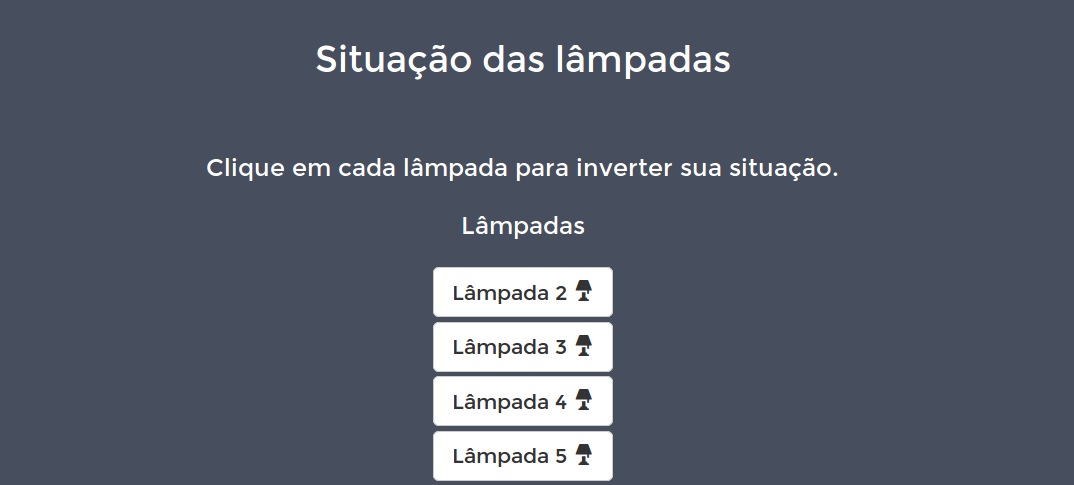 Situação das lâmpadas
Clique em cada lâmpada para inverter sua situação.
Lâmpadas
Lâmpada 2
Lâmpada 3
Lâmpada 4
Lâmpada 5